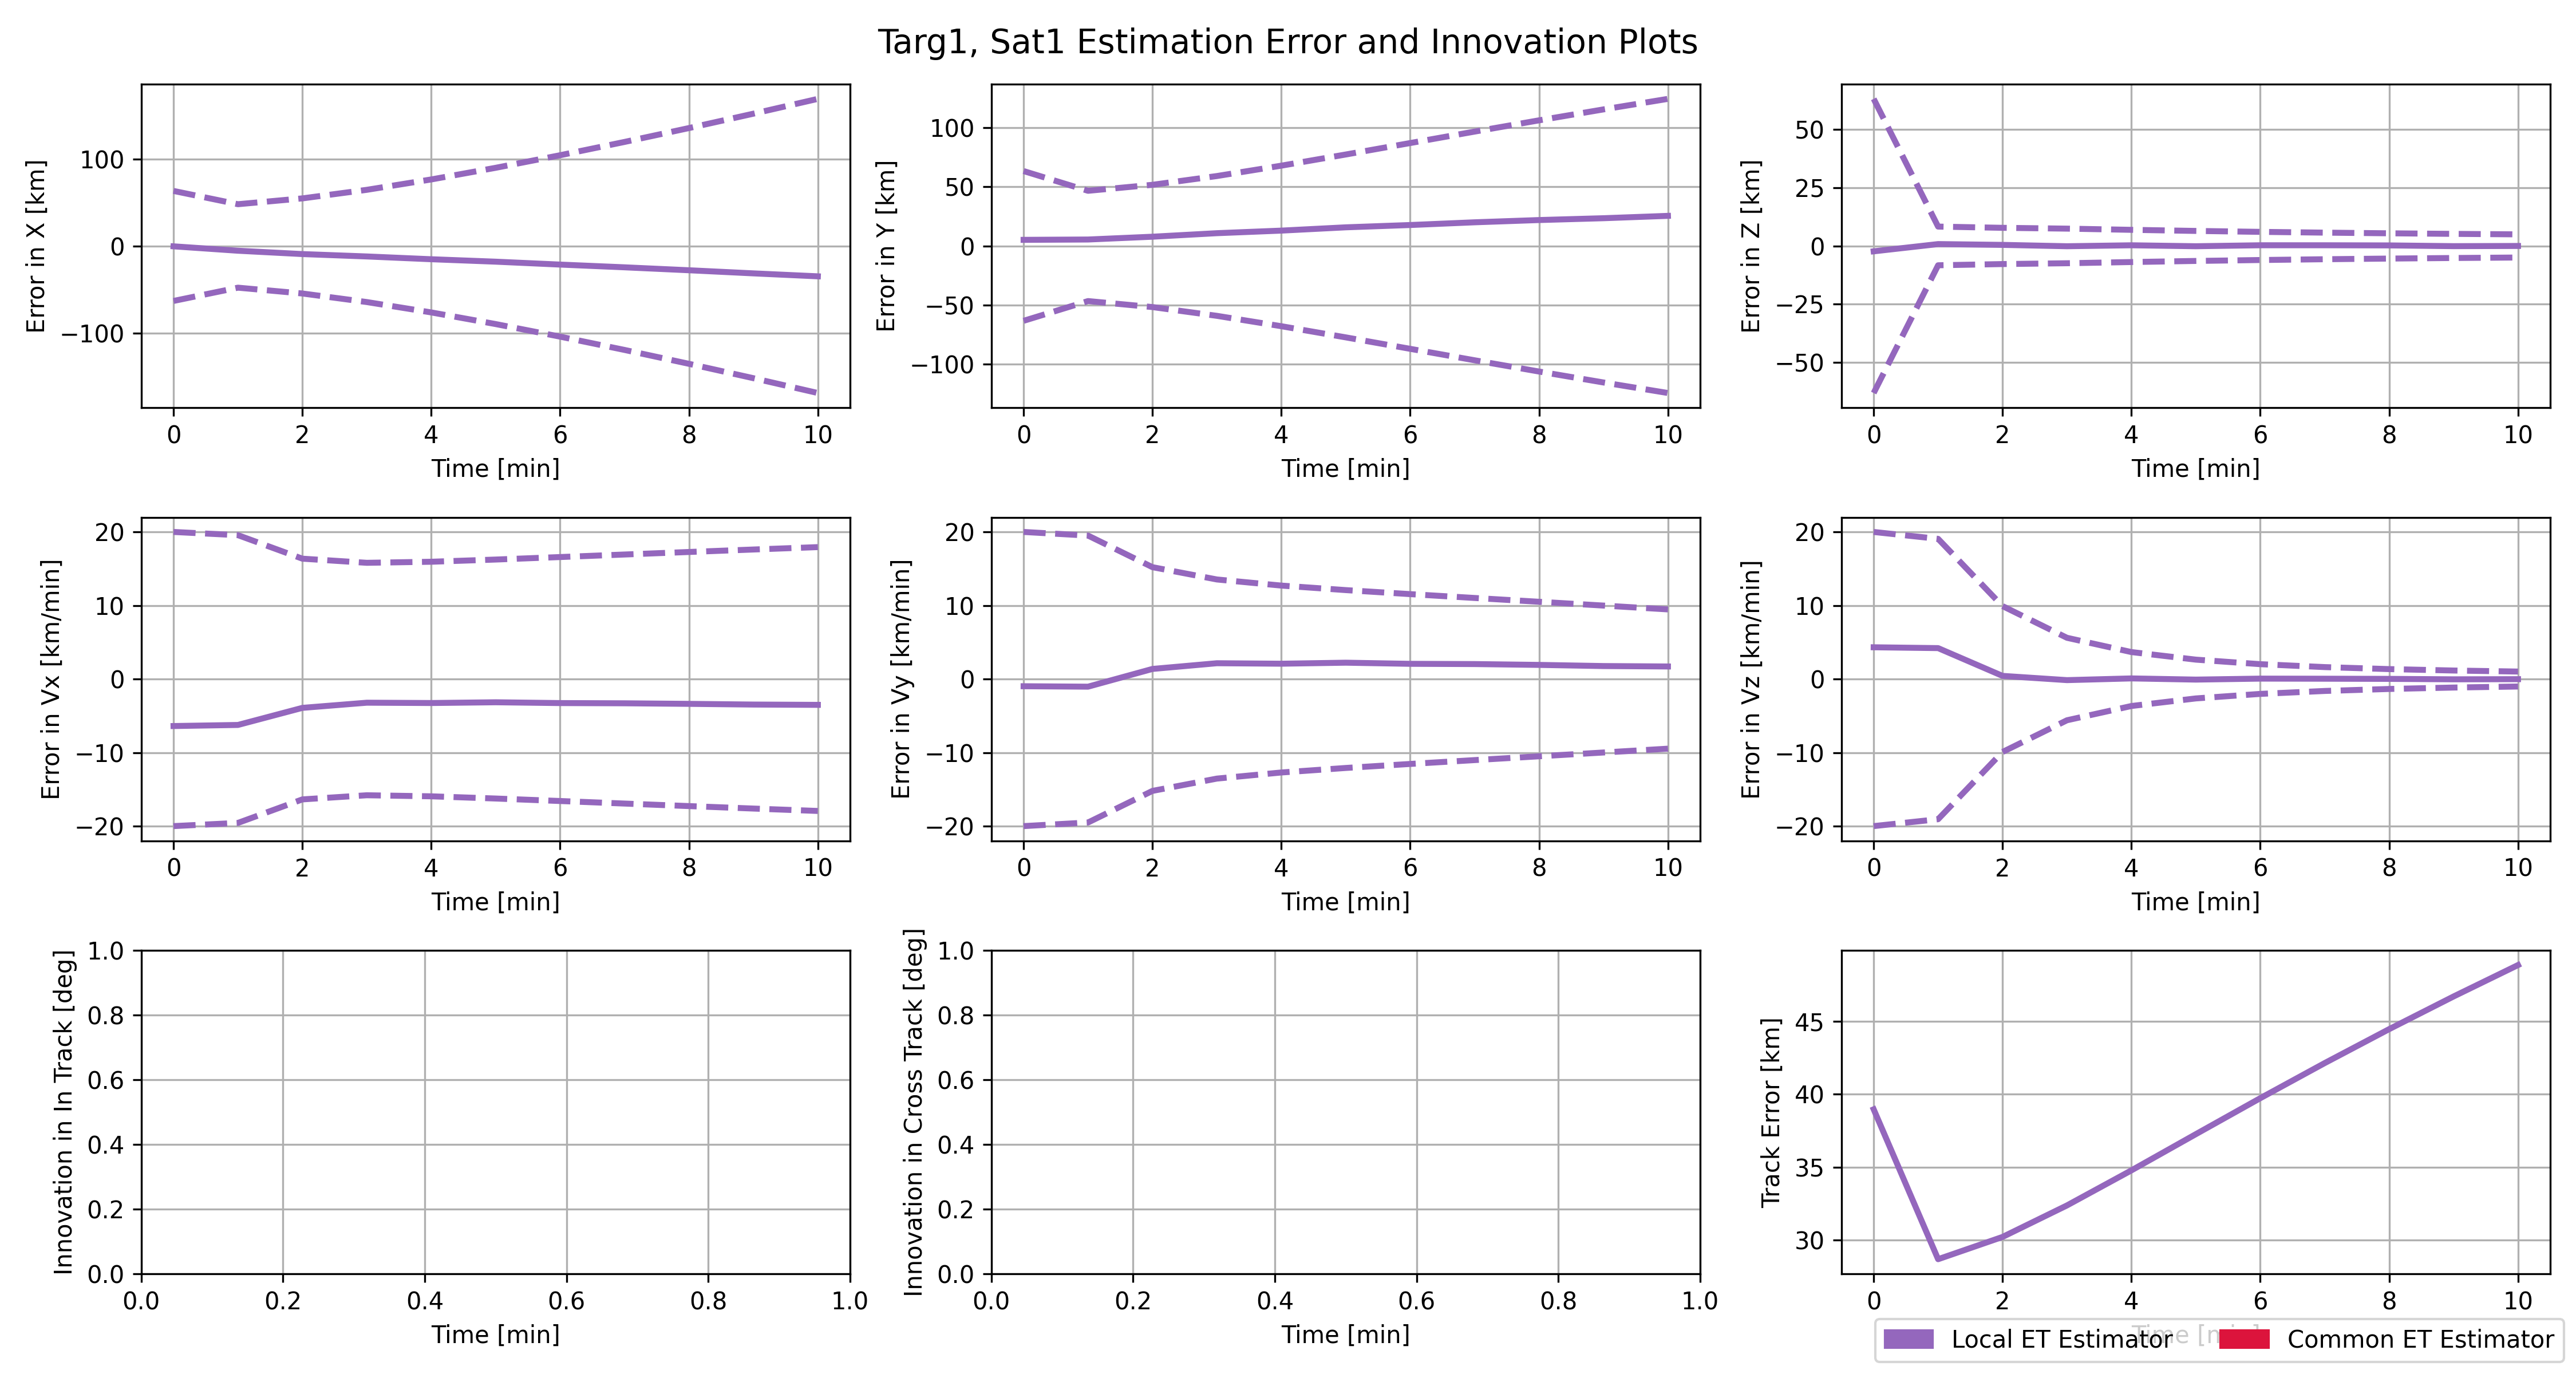 Targ1, Sat1 Estimation Error and Innovation Plots
Error in X [km]
100
0
−100
0 2 4 6 8 10
Time [min]
Error in Y [km]
100
50
0
−50
−100
0 2 4 6 8 10
Time [min]
Error in Z [km]
50
25
0
−25
−50
0 2 4 6 8 10
Time [min]
Error in Vx [km/min]
20
10
0
−10
−20
0 2 4 6 8 10
Time [min]
Error in Vy [km/min]
20
10
0
−10
−20
0 2 4 6 8 10
Time [min]
Error in Vz [km/min]
20
10
0
−10
−20
0 2 4 6 8 10
Time [min]
Innovation in In Track [deg]
1.0
0.8
0.6
0.4
0.2
0.0
0.0 0.2 0.4 0.6 0.8 1.0
Time [min]
Innovation in Cross Track [deg]
1.0
0.8
0.6
0.4
0.2
0.0
0.0 0.2 0.4 0.6 0.8 1.0
Time [min]
Track Error [km]
45
40
35
30
0 2 4 6 8 10
Time [min]
Local ET Estimator Common ET Estimator